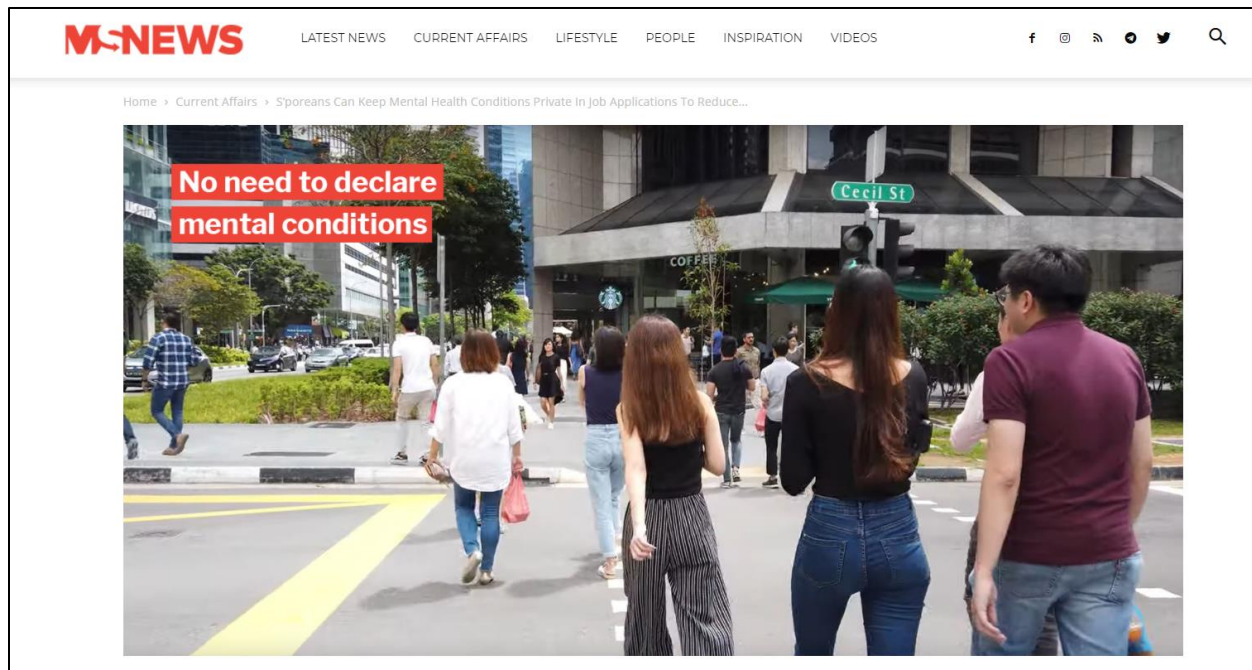 MSNEWS
LATEST NEWS CURRENT AFFAIRS LIFESTYLE PEOPLE INSPIRATION VIDEOS
Home › Current Affairs › S'poreans Can Keep Mental Health Conditions Private In Job Applications To Reduce...
No need to declare
mental conditions
Cecil St
COFFEE